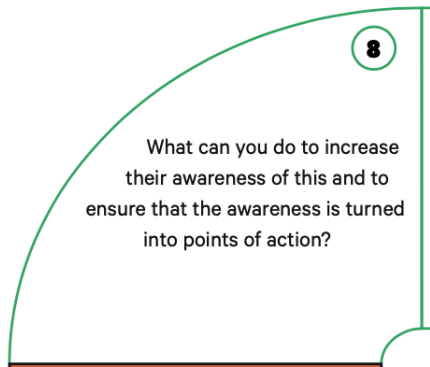 8
What can you do to increase
their awareness of this and to
ensure that the awareness is turned
into points of action?